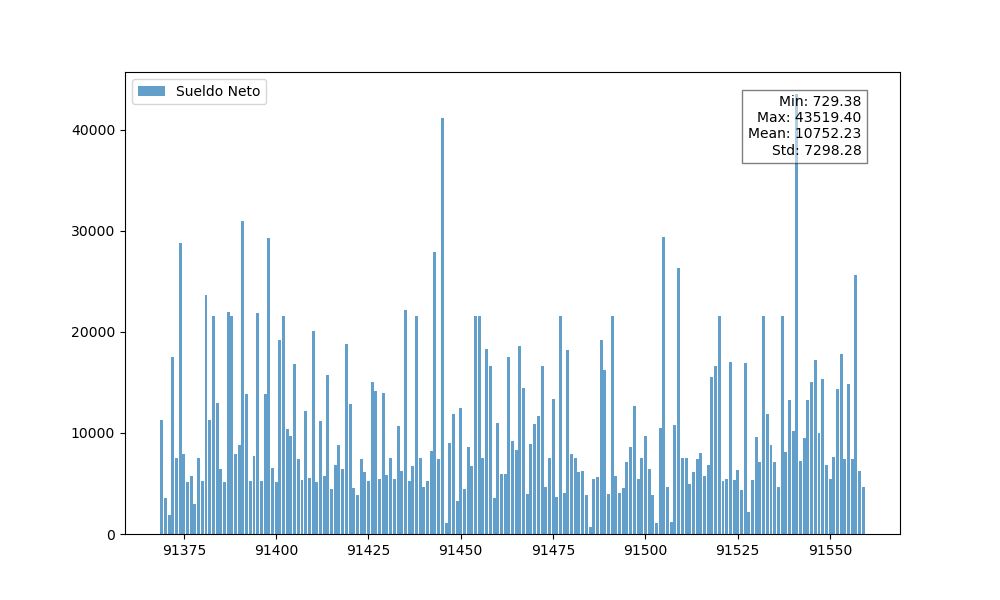 Sueldo Neto
Min: 729.38
Max: 43519.40
Mean: 10752.23
Std: 7298.28
40000
30000
20000
10000
0
91375 91400 91425 91450 91475 91500 91525 91550